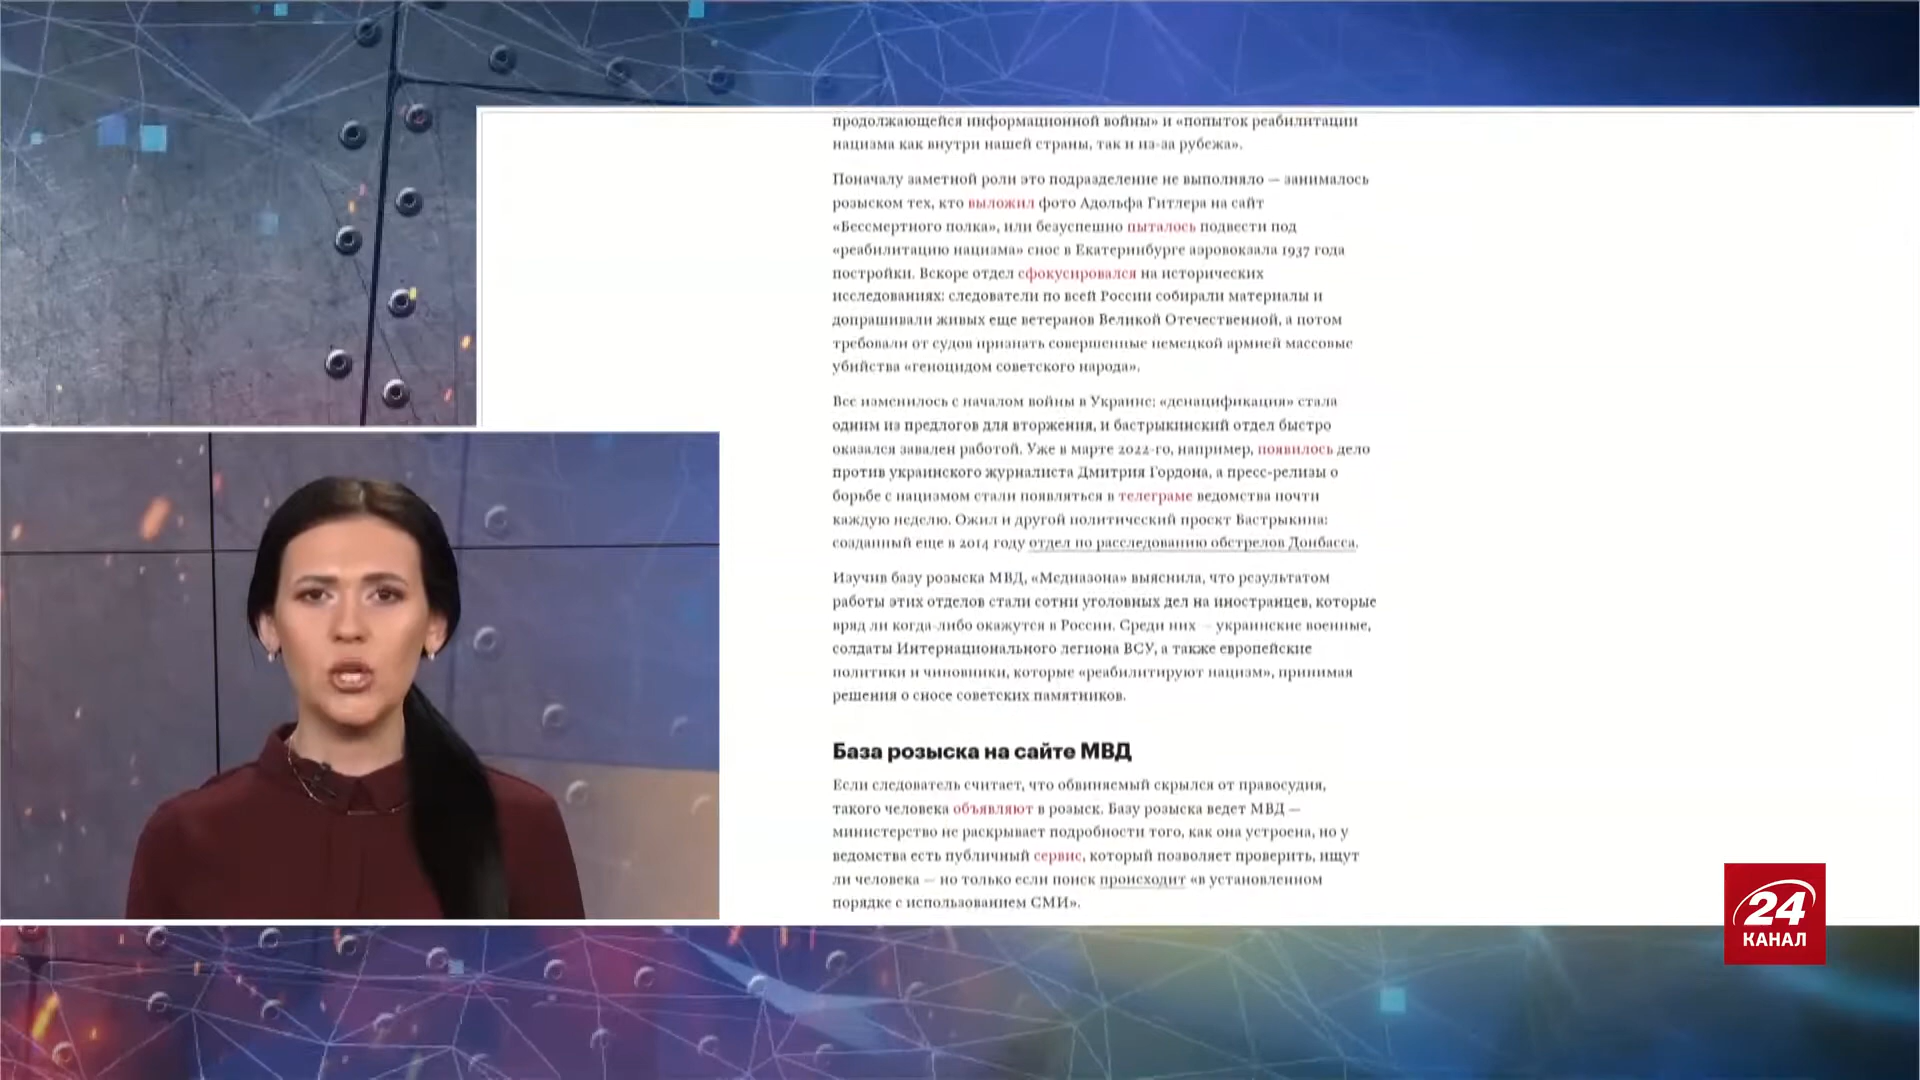 продолжающейся информационной войны» и «попыток реабилитации
нацизма как внутри нашей страны, так и из-за рубежа».
Поначалу заметной роли это подразделение не выполняло — занималось
розыском тех, кто выложил фото Адольфа Гитлера на сайт
«Бессмертного полка», или безуспешно пыталось подвести под
«реабилитацию нацизма» снос в Екатеринбурге аэровокзала 1937 года
постройки. Вскоре отдел сфокусировался на исторических
исследованиях: следователи по всей России собирали материалы и
допрашивали живых еще ветеранов Великой Отечественной, а потом
требовали от судов признать совершенные немецкой армией массовые
убийства «геноцидом советского народа».
Все изменилось с началом войны в Украине: «денацификация» стала
одним из предлогов для вторжения, и бастрыкинский отдел быстро
оказался завален работой. Уже в марте 2022-го, например, появилось дело
против украинского журналиста Дмитрия Гордона, а пресс-релизы о
борьбе с нацизмом стали появляться в телеграме ведомства почти
каждую неделю. Ожил и другой политический проект Бастрыкина:
созданный еще в 2014 году отдел по расследованию обстрелов Донбасса.
Изучив базу розыска МВД, «Медиазона» выяснила, что результатом
работы этих отделов стали сотни уголовных дел на иностранцев, которые
вряд ли когда-либо окажутся в России. Среди них — украинские военные,
солдаты Интернационального легиона ВСУ, а также европейские
политики и чиновники, которые «реабилитируют нацизм», принимая
решения о сносе советских памятников.
База розыска на сайте МВД
Если следователь считает, что обвиняемый скрылся от правосудия,
такого человека объявляют в розыск. Базу розыска ведет МВД —
министерство не раскрывает подробности того, как она устроена, но у
ведомства есть публичный сервис, который позволяет проверить, ищут
ли человека — но только если поиск происходит «в установленном
порядке с использованием СМИ».
24
КАНАЛ